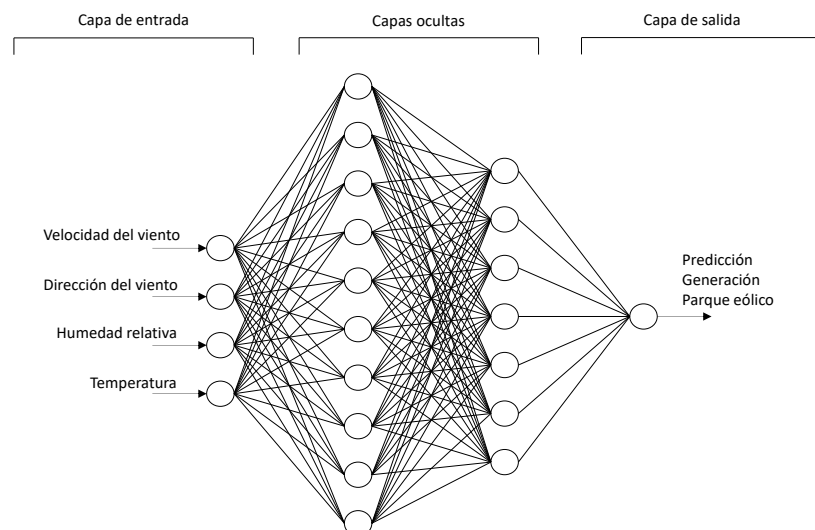 Capa de entrada
Capas ocultas
Capa de salida
Velocidad del viento
Dirección del viento
Humedad relativa
Temperatura
Predicción
Generación
Parque eólico